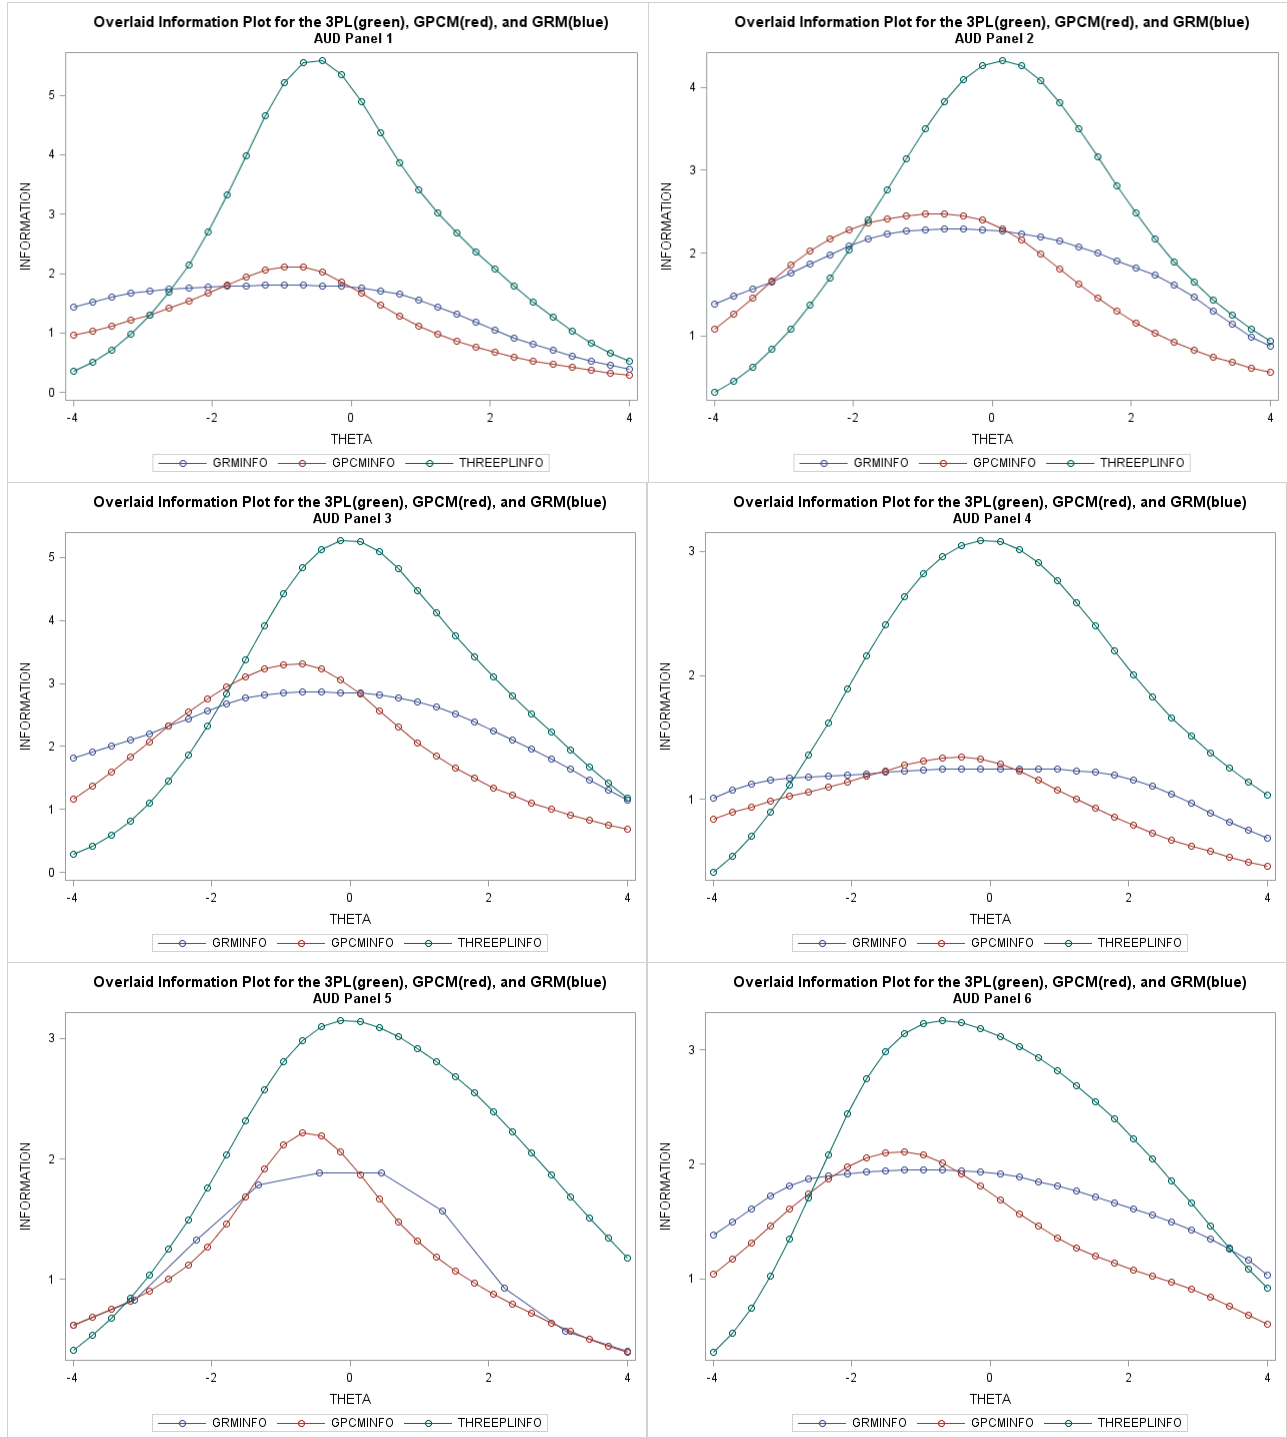 Overlaid Information Plot for the 3PL(green), GPCM(red), and GRM(blue)
AUD Panel 1
INFORMATION
5
4
3
2
1
0
-4 -2 0 2 4
THETA
GRMINFO GPCMINFO THREEPLINFO
Overlaid Information Plot for the 3PL(green), GPCM(red), and GRM(blue)
AUD Panel 2
INFORMATION
4
3
2
1
-4 -2 0 2 4
THETA
GRMINFO GPCMINFO THREEPLINFO
Overlaid Information Plot for the 3PL(green), GPCM(red), and GRM(blue)
AUD Panel 3
INFORMATION
5
4
3
2
1
0
-4 -2 0 2 4
THETA
GRMINFO GPCMINFO THREEPLINFO
Overlaid Information Plot for the 3PL(green), GPCM(red), and GRM(blue)
AUD Panel 4
INFORMATION
3
2
1
-4 -2 0 2 4
THETA
GRMINFO GPCMINFO THREEPLINFO
Overlaid Information Plot for the 3PL(green), GPCM(red), and GRM(blue)
AUD Panel 5
INFORMATION
3
2
1
-4 -2 0 2 4
THETA
GRMINFO GPCMINFO THREEPLINFO
Overlaid Information Plot for the 3PL(green), GPCM(red), and GRM(blue)
AUD Panel 6
INFORMATION
3
2
1
-4 -2 0 2 4
THETA
GRMINFO GPCMINFO THREEPLINFO